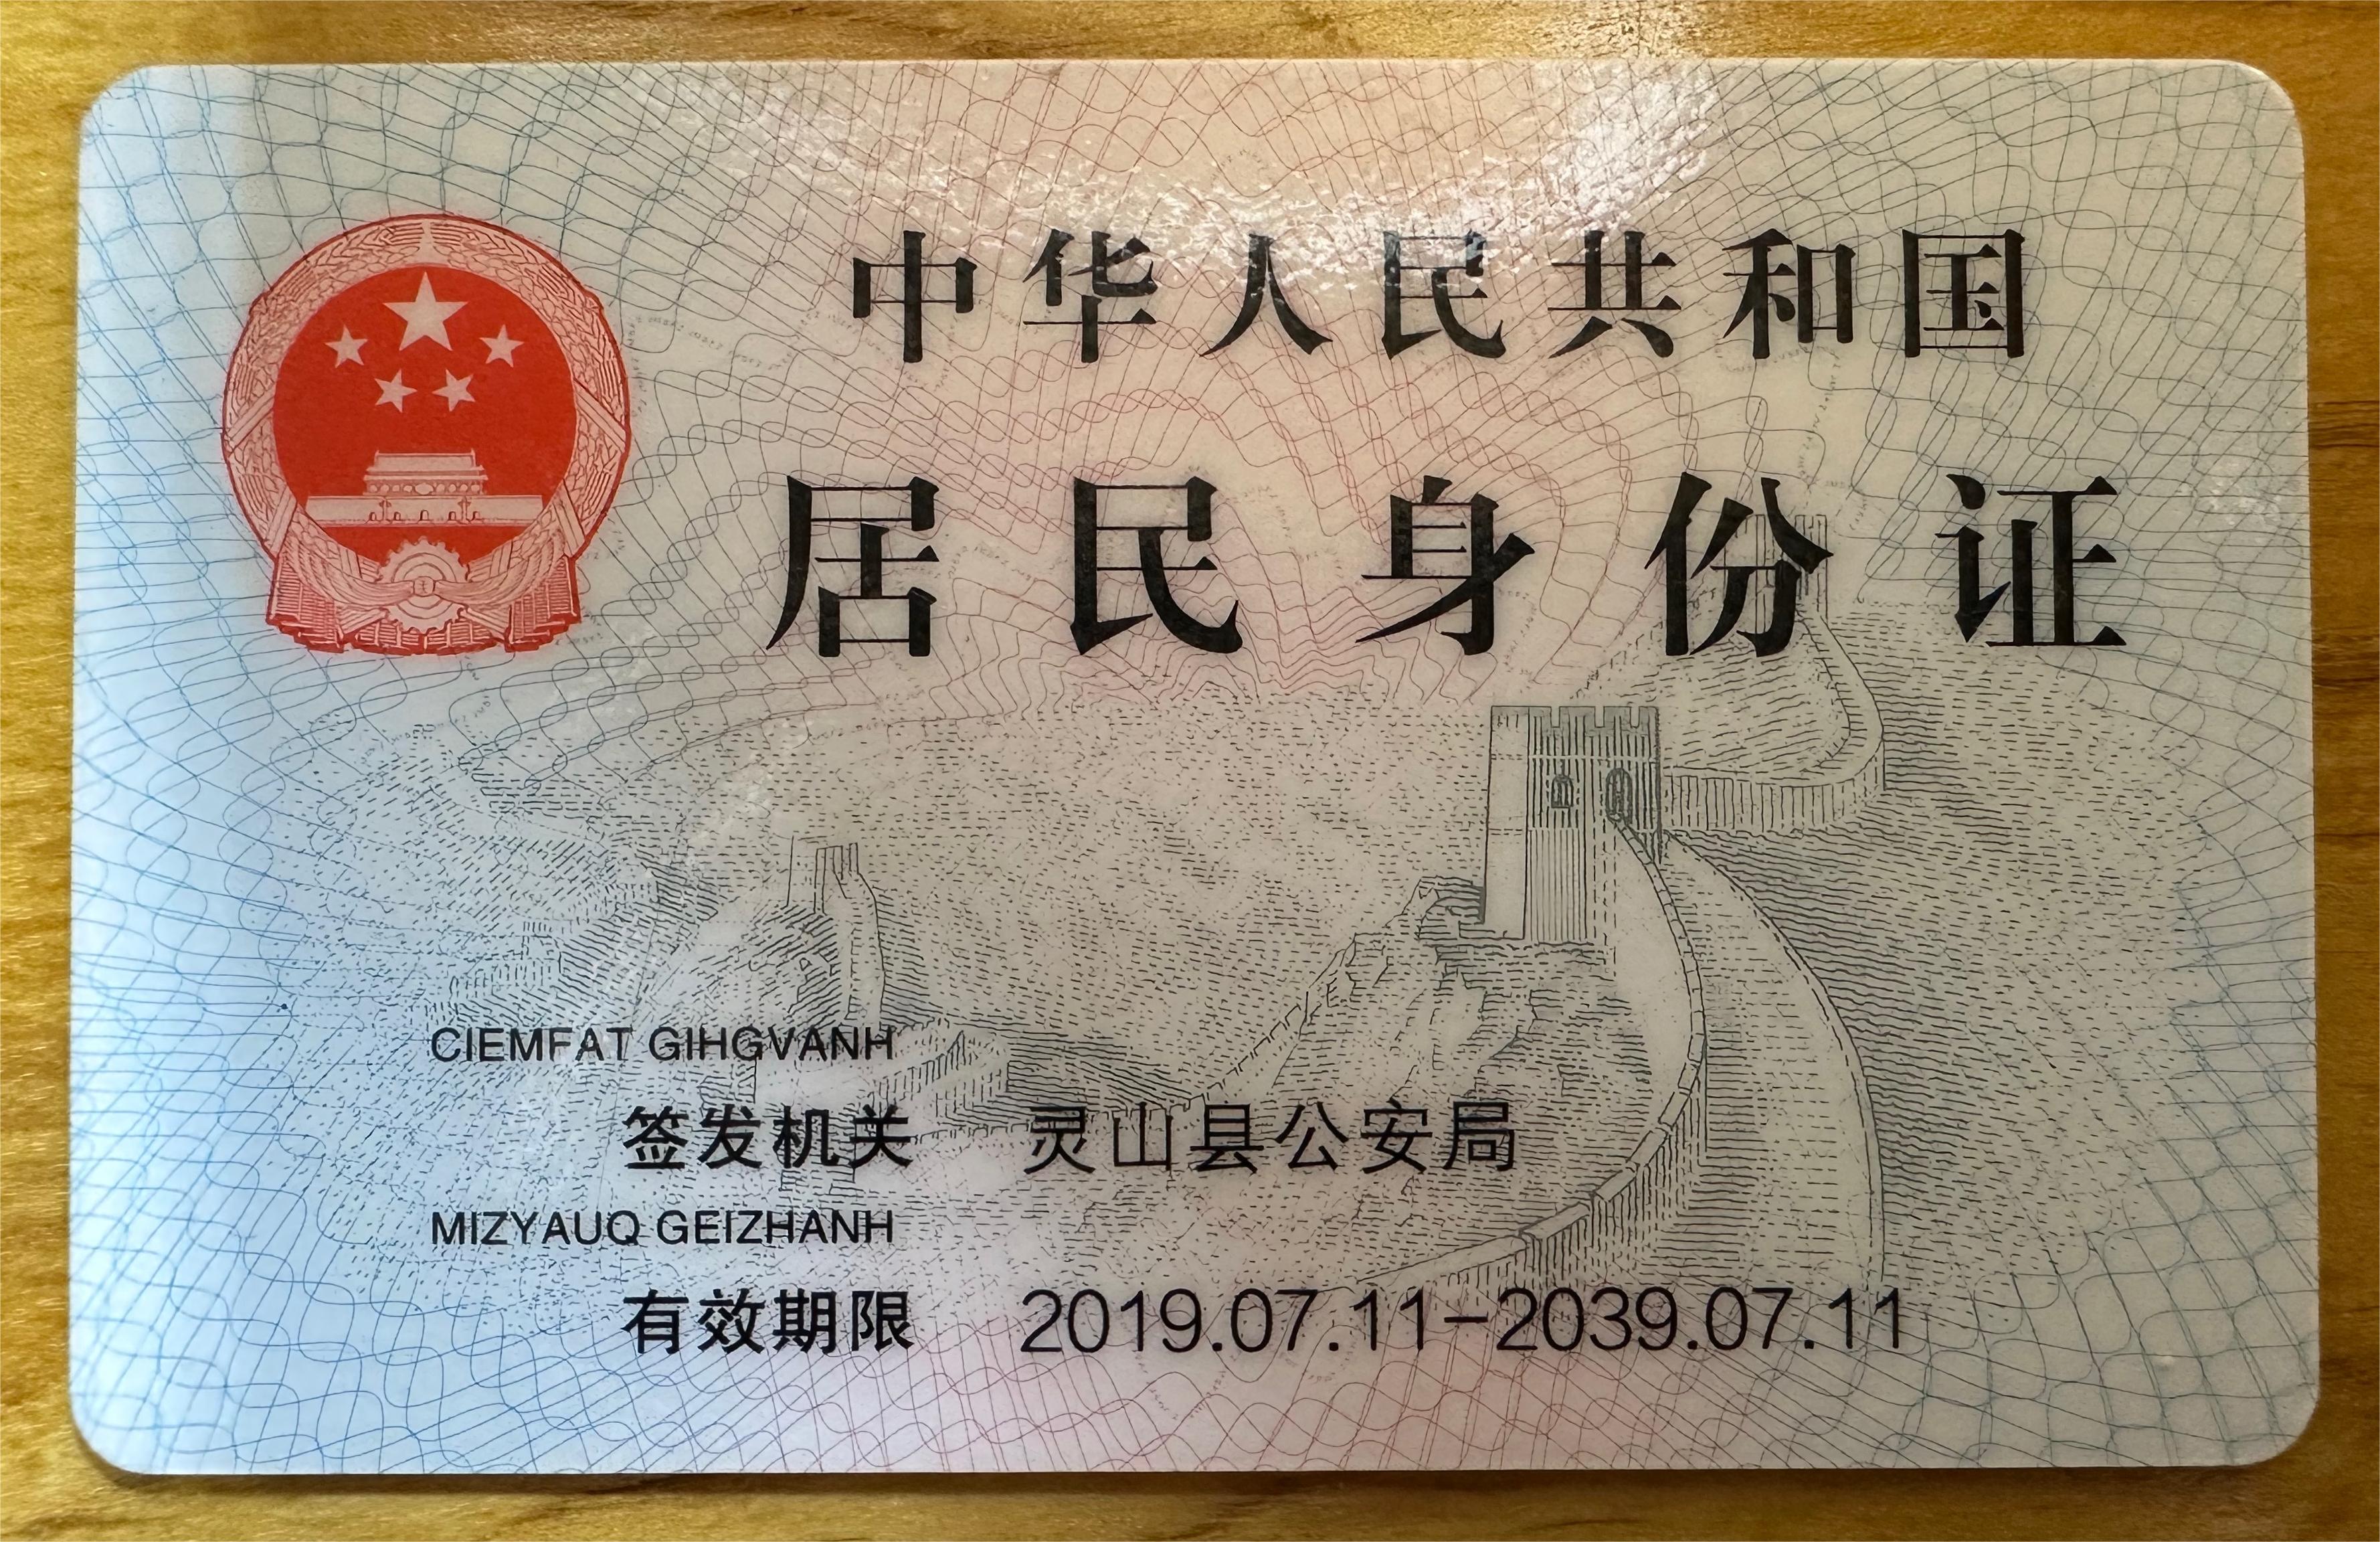 中华人民共和国
居民身份证
CIEMFAT GIHGVANH
签发机关 灵山县公安局
MIZYAUQ GEIZHANH
有效期限 2019.07.11-2039.07.11